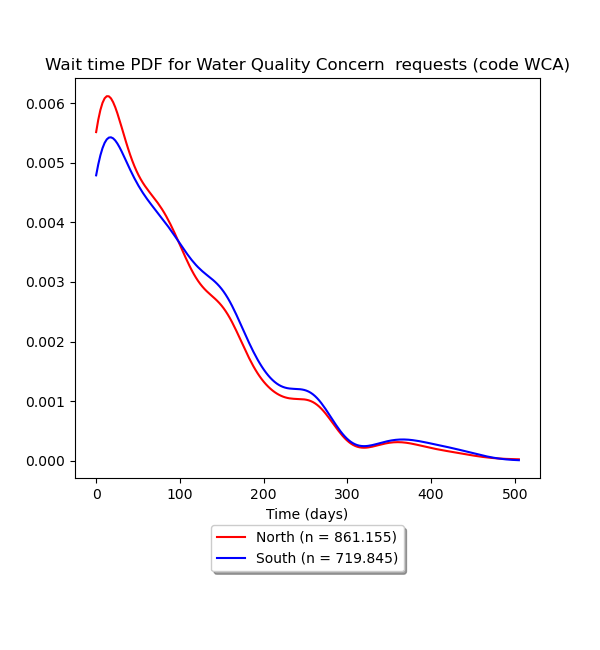 Wait time PDF for Water Quality Concern  requests (code WCA)
0.006
0.005
0.004
0.003
0.002
0.001
0.000
0 100 200 300 400 500
Time (days)
North (n = 861.155)
South (n = 719.845)